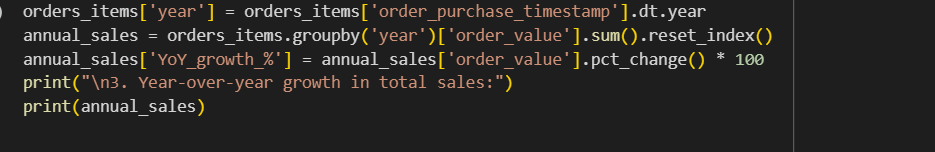 orders_items['year'] = orders_items['order_purchase_timestamp'].dt.year
annual_sales = orders_items.groupby('year')['order_value'].sum().reset_index()
annual_sales['YoY_growth_%'] = annual_sales['order_value'].pct_change() * 100
print("\n3. Year-over-year growth in total sales:")
print(annual_sales)